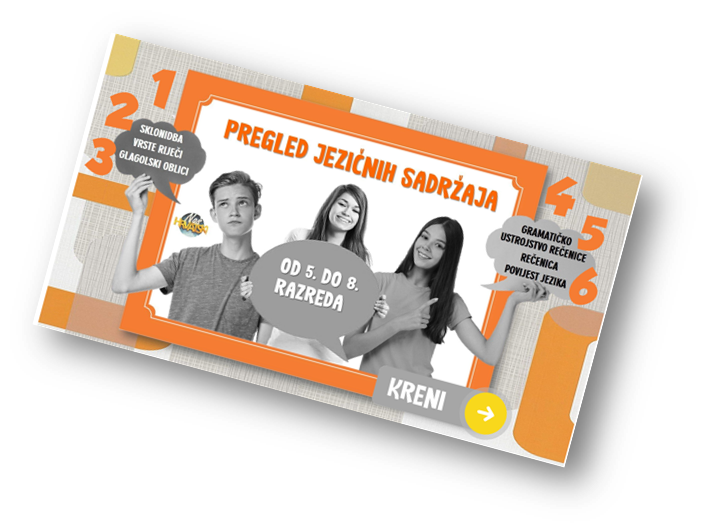 1
2
3
SKLONIDBA
VRSTE RIJEČI
GLAGOLSKI OBLICI
PREGLED JEZIČNIH SADRŽAJA
OD 5. DO 8.
RAZREDA
4
5
6
GRAMATIČKO
USTROJSTVO REČENICE
REČENICA
POVIJEST JEZIKA
KRENI